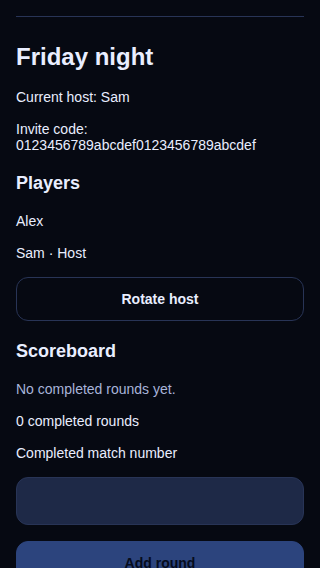 Friday night
Current host: Sam
Invite code:
0123456789abcdef0123456789abcdef
Players
Alex
Sam · Host
Rotate host
Scoreboard
No completed rounds yet.
0 completed rounds
Completed match number
Add round